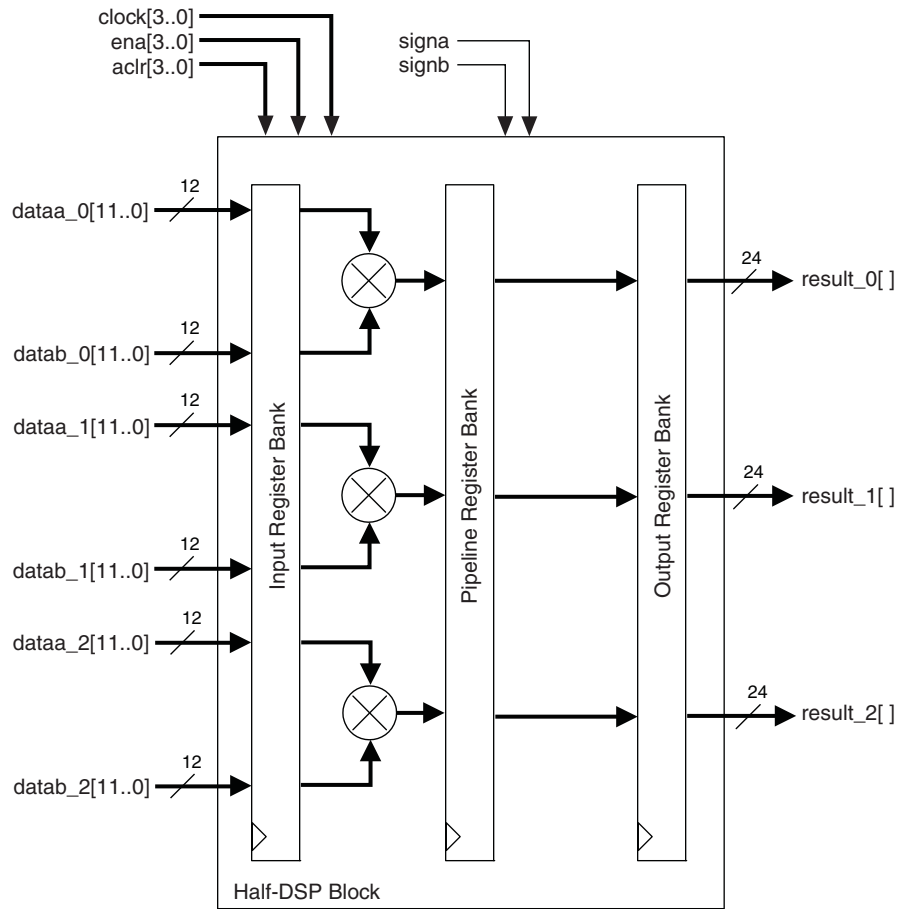 clock[3..0]
ena[3..0]
aclr[3..0]
signa
signb
12
dataa_0[11..0]
24
result_0[ ]
12
datab_0[11..0]
12
dataa_1[11..0]
24
result_1[ ]
12
datab_1[11..0]
12
dataa_2[11..0]
24
result_2[ ]
12
datab_2[11..0]
Input Register Bank
Pipeline Register Bank
Output Register Bank
Half-DSP Block